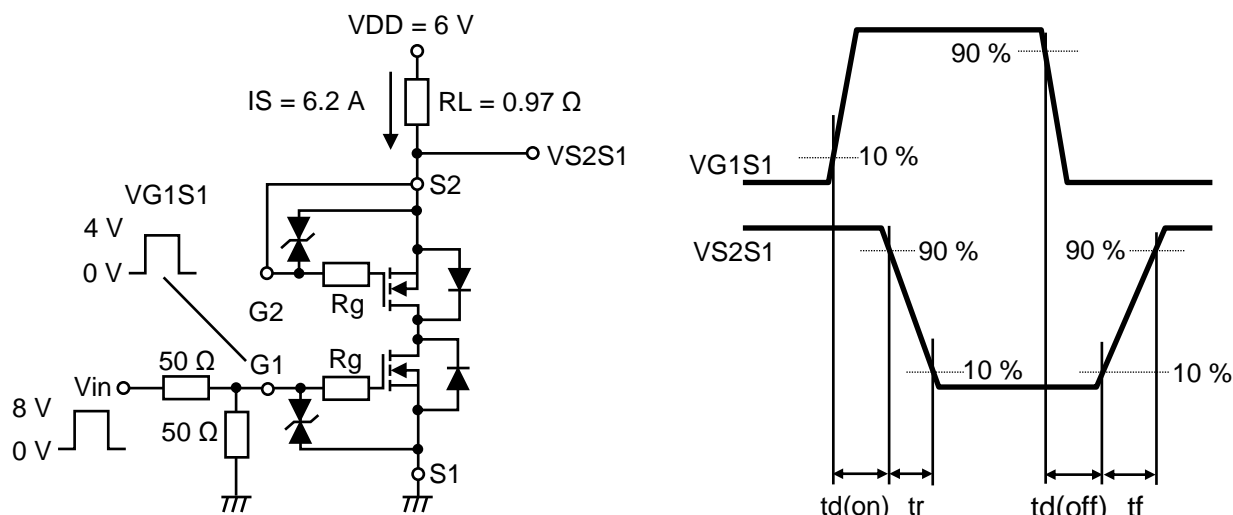 VDD = 6 V
IS = 6.2 A
RL = 0.97 Ω
VS2S1
S2
VG1S1
4 V
0 V
G2
Rg
G1
Rg
50 Ω
Vin
8 V
0 V
50 Ω
S1
90 %
VG1S1
10 %
VS2S1
90 %
90 %
10 %
10 %
td(on) tr
td(off) tf